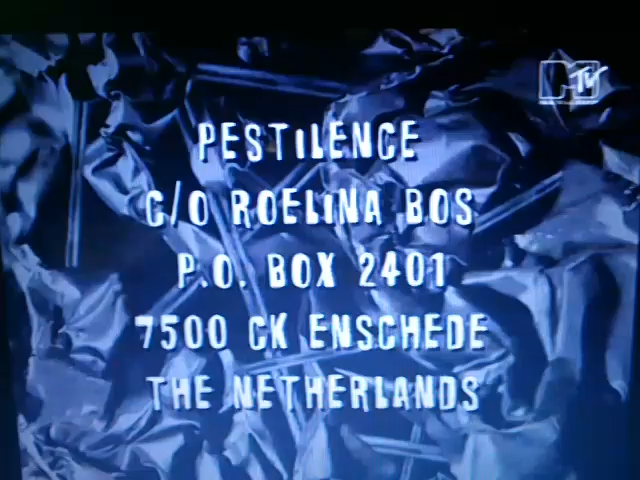 MTV
PESTILENCE
C/O ROELINA BOS
P.O. BOX 2401
7500 CK ENSCHEDE
THE NETHERLANDS